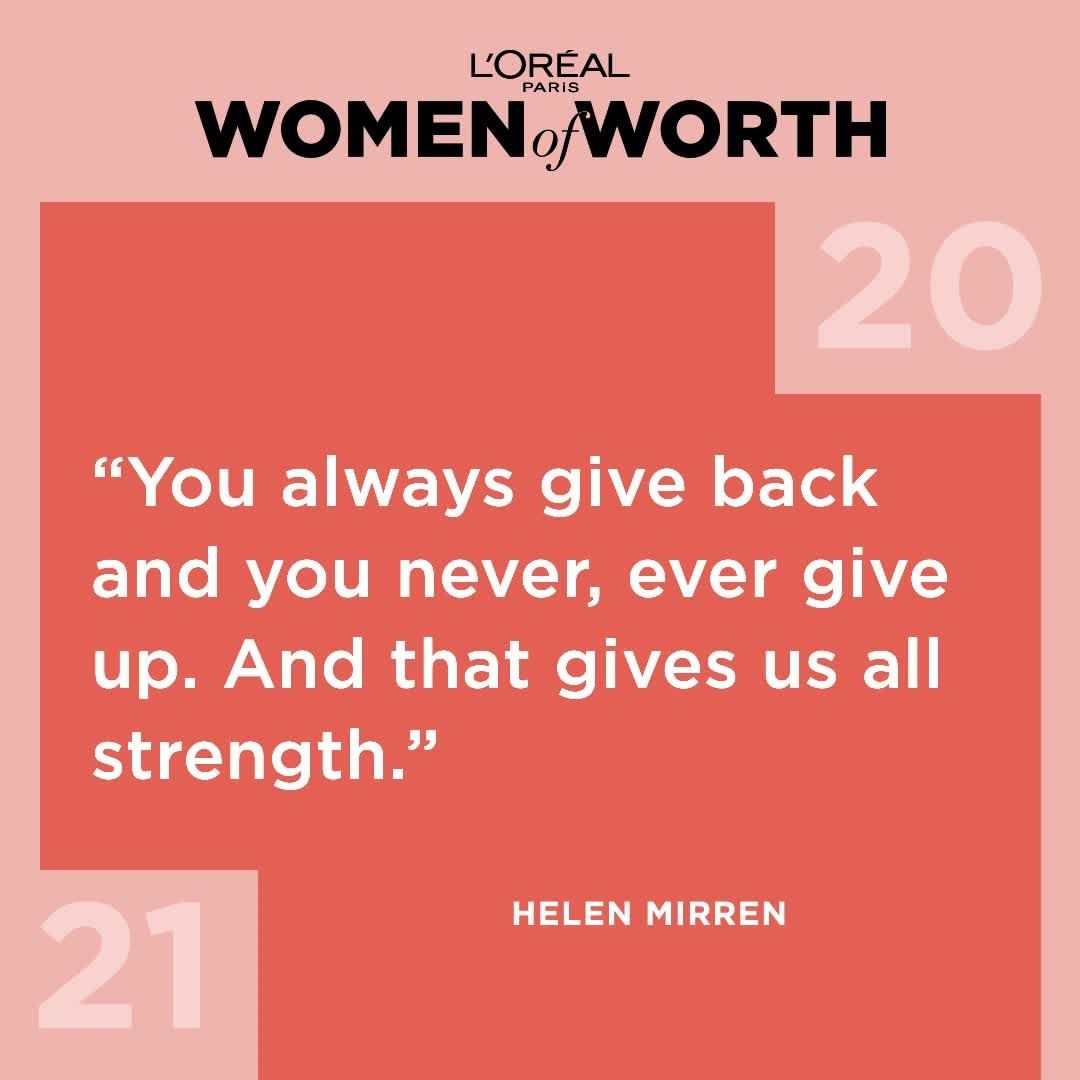 L'ORÉAL
PARIS
WOMEN of WORTH
20
“You always give back
and you never, ever give
up. And that gives us all
strength.”
HELEN MIRREN
21